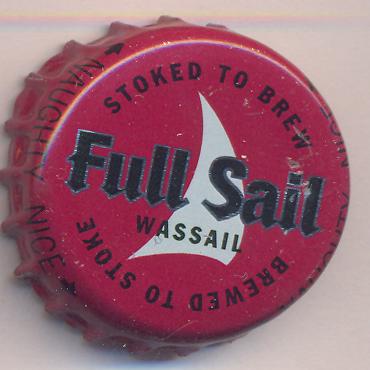 STOKED TO BREW
Full Sail
WASSAIL
BREWED TO STOKE
NAUGHTY
NICE